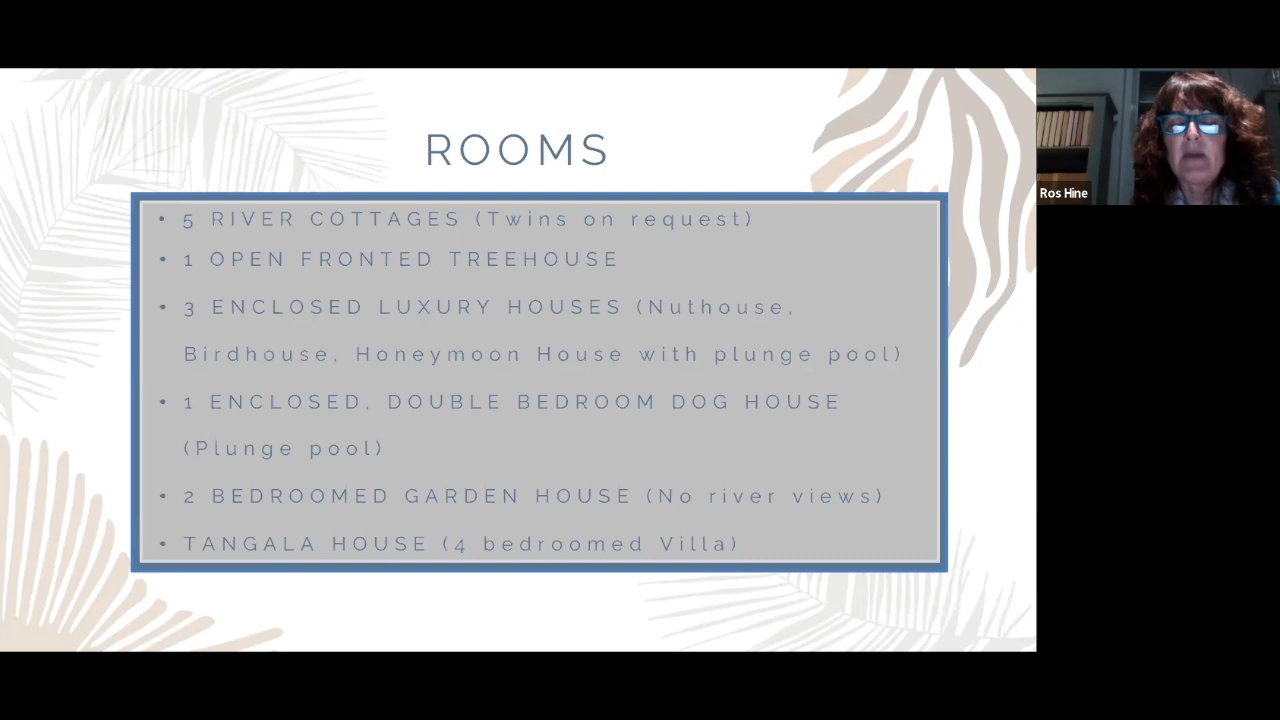 ROOMS
• 5 RIVER COTTAGES (Twins on request)
• 1 OPEN FRONTED TREEHOUSE
• 3 ENCLOSED LUXURY HOUSES (Nuthouse,
Birdhouse, Honeymoon House with plunge pool)
• 1 ENCLOSED, DOUBLE BEDROOM DOG HOUSE
(Plunge pool)
• 2 BEDROOMED GARDEN HOUSE (No river views)
• TANGALA HOUSE (4 bedroomed Villa)
Ros Hine